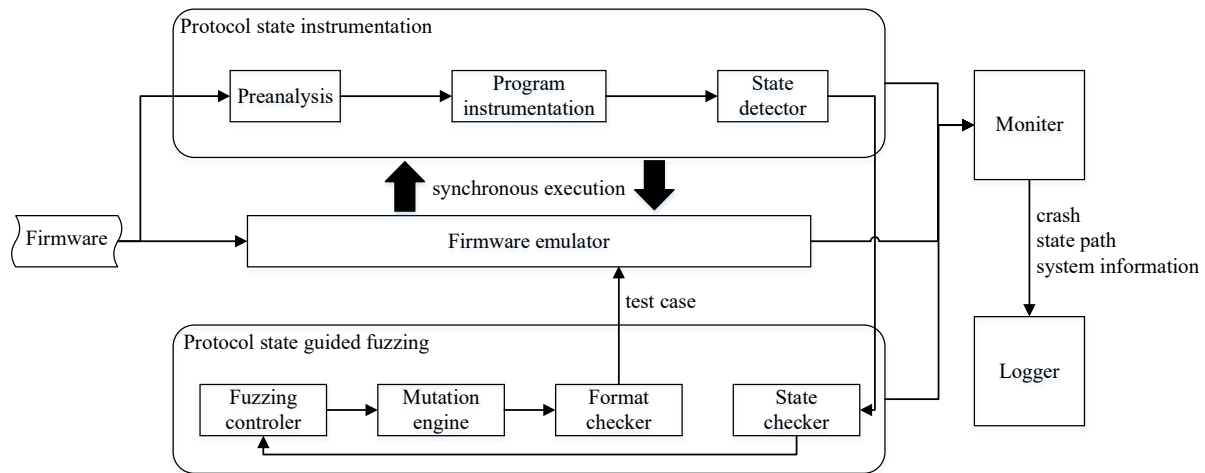 Protocol state instrumentation
Preanalysis
Program
instrumentation
State
detector
Moniter
synchronous execution
Firmware
Firmware emulator
crash
state path
system information
test case
Protocol state guided fuzzing
Fuzzing
controler
Mutation
engine
Format
checker
State
checker
Logger